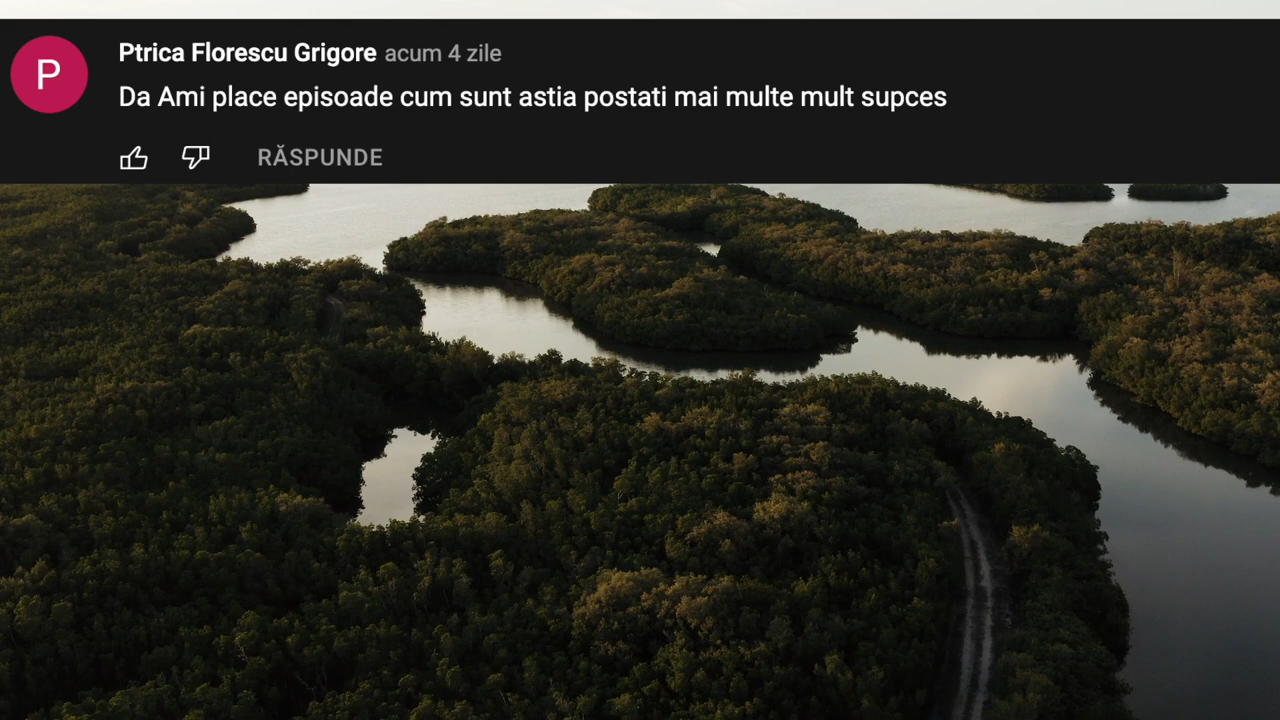 P
Ptrica Florescu Grigore acum 4 zile
Da Ami place episoade cum sunt astia postati mai multe mult supces
RĂSPUNDE